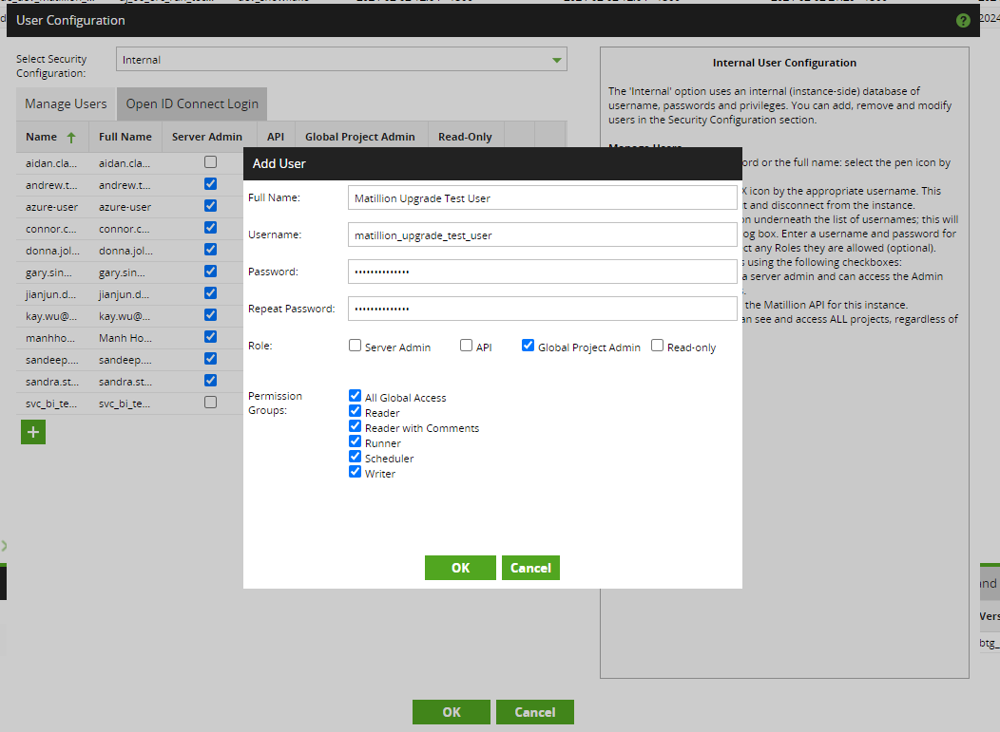 User Configuration
?
2024
Select Security
Configuration:
Internal
Manage Users
Open ID Connect Login
Name Full Name Server Admin API Global Project Admin Read-Only
aidan.cla... aidan.cla...
andrew.t... andrew.t...
azure-user azure-user
connor.c... connor.c...
donna.jol... donna.jol...
gary.sin... gary.sin...
jianjun.d... jianjun.d...
kay.wu@... kay.wu@...
manhho... Manh Ho...
sandeep.... sandeep....
sandra.st... sandra.st...
svc_bi_te... svc_bi_te...
+
Internal User Configuration
The 'Internal' option uses an internal (instance-side) database of
username, passwords and privileges. You can add, remove and modify
users in the Security Configuration section.
Manage Users
ord or the full name: select the pen icon by
X icon by the appropriate username. This
t and disconnect from the instance.
on underneath the list of usernames; this will
og box. Enter a username and password for
ct any Roles they are allowed (optional).
s using the following checkboxes:
a server admin and can access the Admin
the Matillion API for this instance.
an see and access ALL projects, regardless of
Add User
Full Name: Matillion Upgrade Test User
Username: matillion_upgrade_test_user
Password: ••••••••••••••
Repeat Password: ••••••••••••••
Role: Server Admin API Global Project Admin Read-only
Permission
Groups:
All Global Access
Reader
Reader with Comments
Runner
Scheduler
Writer
OK Cancel
and
Vers
btg_
OK Cancel